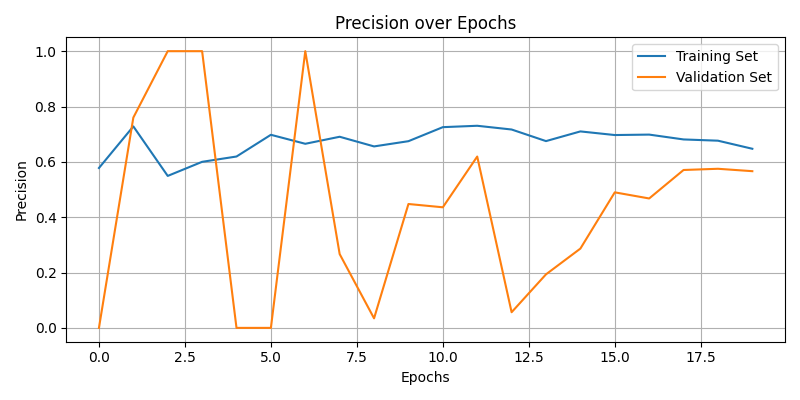 Precision over Epochs
Training Set
Validation Set
Precision
1.0
0.8
0.6
0.4
0.2
0.0
0.0 2.5 5.0 7.5 10.0 12.5 15.0 17.5
Epochs